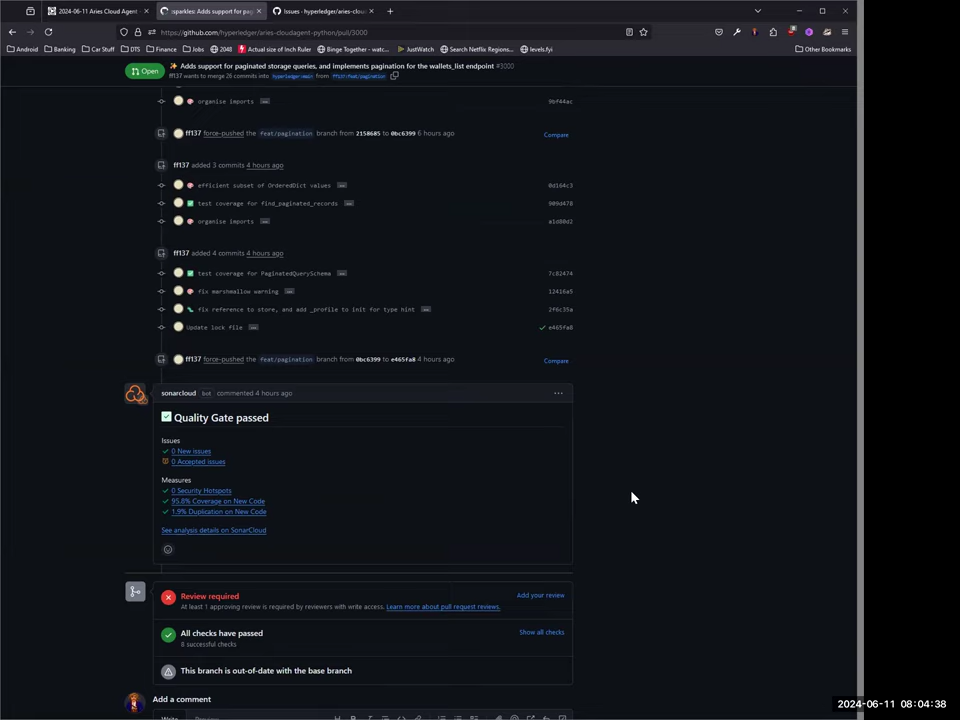 2024-06-11 Aries Cloud Agent
:sparkles: Adds support for pag
Issues · hyperledger/aries-clouda
https://github.com/hyperledger/aries-cloudagent-python/pull/3000
Android Banking Car Stuff DTS Finance Jobs 2048 Actual size of Inch Ruler Binge Together - watc... JustWatch Search Netflix Regions... levels.fyi Other Bookmarks
Open
✨ Adds support for paginated storage queries, and implements pagination for the wallets_list endpoint #3000
ff137 wants to merge 26 commits into hyperledger:main from ff137:feat/pagination
organise imports ... 9bf44ac
ff137 force-pushed the feat/pagination branch from 2158685 to 0bc6399 6 hours ago Compare
ff137 added 3 commits 4 hours ago
efficient subset of OrderedDict values ... 0d164c3
test coverage for find_paginated_records ... 909d478
organise imports ... a1d80d2
ff137 added 4 commits 4 hours ago
test coverage for PaginatedQuerySchema ... 7c82474
fix marshmallow warning ... 12416a5
fix reference to store, and add _profile to init for type hint ... 2f6c35a
Update lock file ... e465fa8
ff137 force-pushed the feat/pagination branch from 0bc6399 to e465fa8 4 hours ago Compare
sonarcloud bot commented 4 hours ago ...
Quality Gate passed
Issues
0 New issues
0 Accepted issues
Measures
0 Security Hotspots
95.8% Coverage on New Code
1.9% Duplication on New Code
See analysis details on SonarCloud
Review required Add your review
At least 1 approving review is required by reviewers with write access. Learn more about pull request reviews.
All checks have passed Show all checks
8 successful checks
This branch is out-of-date with the base branch
Add a comment
Write Preview
2024-06-11 08:04:38